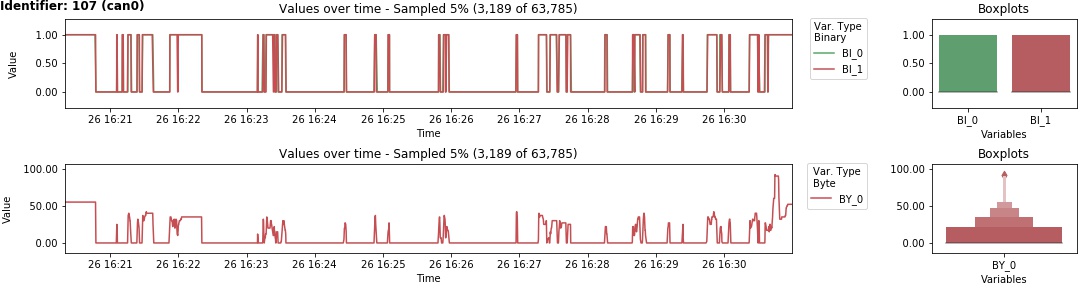 Identifier: 107 (can0)
Values over time - Sampled 5% (3,189 of 63,785)
Boxplots
1.00
0.50
0.00
Value
26 16:21 26 16:22 26 16:23 26 16:24 26 16:25 26 16:26 26 16:27 26 16:28 26 16:29 26 16:30
Time
Var. Type
Binary
BI_0
BI_1
1.00
0.50
0.00
BI_0 BI_1
Variables
Values over time - Sampled 5% (3,189 of 63,785)
Boxplots
100.00
50.00
0.00
Value
26 16:21 26 16:22 26 16:23 26 16:24 26 16:25 26 16:26 26 16:27 26 16:28 26 16:29 26 16:30
Time
Var. Type
Byte
BY_0
100.00
50.00
0.00
BY_0
Variables